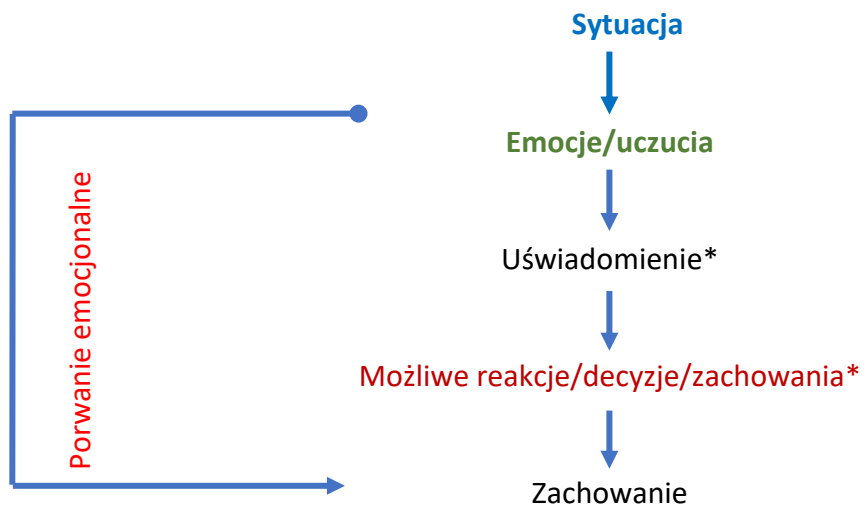 Sytuacja
Emocje/uczucia
Uświadomienie*
Możliwe reakcje/decyzje/zachowania*
Zachowanie
Porwanie emocjonalne